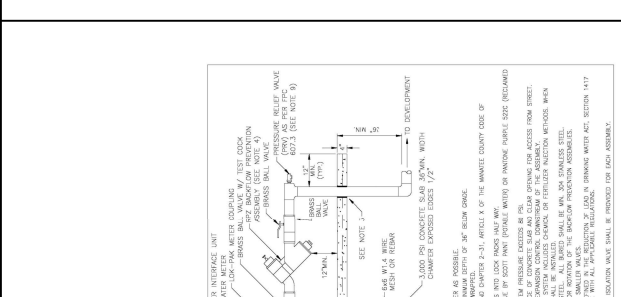 R INTERFACE UNIT
ATER METER
LOK-PAK METER COUPLING
BRASS BALL VALVE W/ TEST COCK
RPZ BACKFLOW PREVENTION
ASSEMBLY (SEE NOTE 4)
BRASS BALL VALVE
PRESSURE RELIEF VALVE
(PRV) AS PER FPC
607.3 (SEE NOTE 9)
12"
MIN.
(TYP.)
4"
BRASS
BALL
VALVE
36" MIN.
TO DEVELOPMENT
12"MIN.
SEE NOTE
6x6 W1.4 WIRE
MESH OR REBAR
3,000 PSI CONCRETE SLAB 36"MIN. WIDTH
CHAMFER EXPOSED EDGES 1/2"
ER AS POSSIBLE.
NIMUM DEPTH OF 36" BELOW GRADE.
WRAPPED.
ND CHAPTER 2-31, ARTICLE X OF THE MANATEE COUNTY CODE OF
S INTO LOCK PACKS HALF WAY.
E BY SCOTT PAINT (POTABLE WATER) OR PANTONE PURPLE 522C (RECLAIMED
EM PRESSURE EXCEEDS 80 PSI.
GE OF CONCRETE SLAB AND CLEAR OPENING FOR ACCESS FROM STREET.
XPANSION CONTROL DOWNSTREAM OF THE ASSEMBLY.
SYSTEM INCLUDES CHEMICAL OR FERTILIZER INJECTION METHODS, WHEN
ALL BE INSTALLED.
STEEL. ALL BURIED SHALL BE MIN. 304 STAINLESS STEEL.
OR ROTATION OF THE BACKFLOW PREVENTION ASSEMBLIES.
SMALLER VALVES.
FINED IN THE REDUCTION OF LEAD IN DRINKING WATER ACT, SECTION 1417
WITH ALL APPLICABLE REGULATIONS.
ISOLATION VALVE SHALL BE PROVIDED FOR EACH ASSEMBLY.